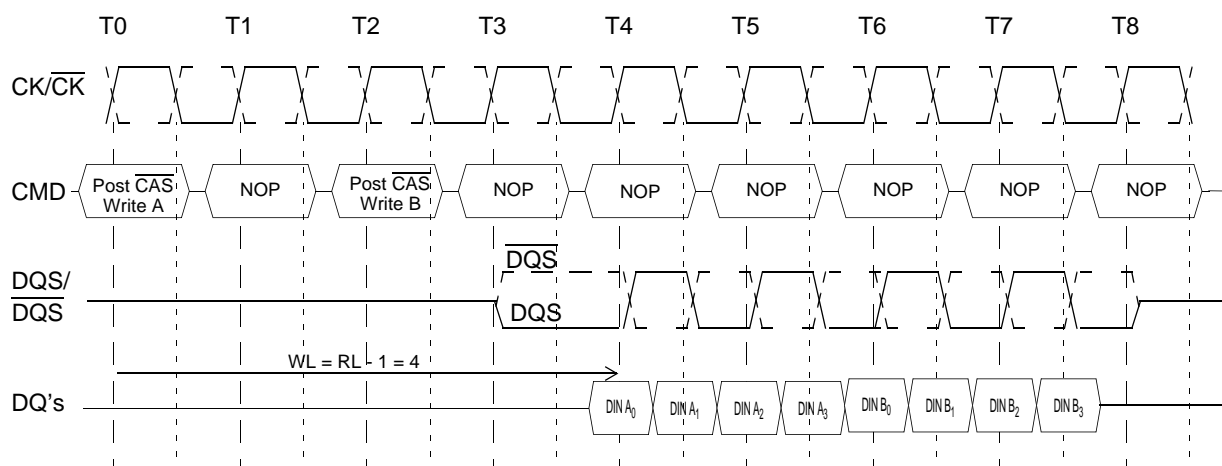 T0 T1 T2 T3 T4 T5 T6 T7 T8
CK/CK
CMD Post CAS Write A NOP Post CAS Write B NOP NOP NOP NOP NOP NOP
DQS/
DQS
DQS
DQS
WL = RL - 1 = 4
DQ's DIN A0 DIN A1 DIN A2 DIN A3 DIN B0 DIN B1 DIN B2 DIN B3